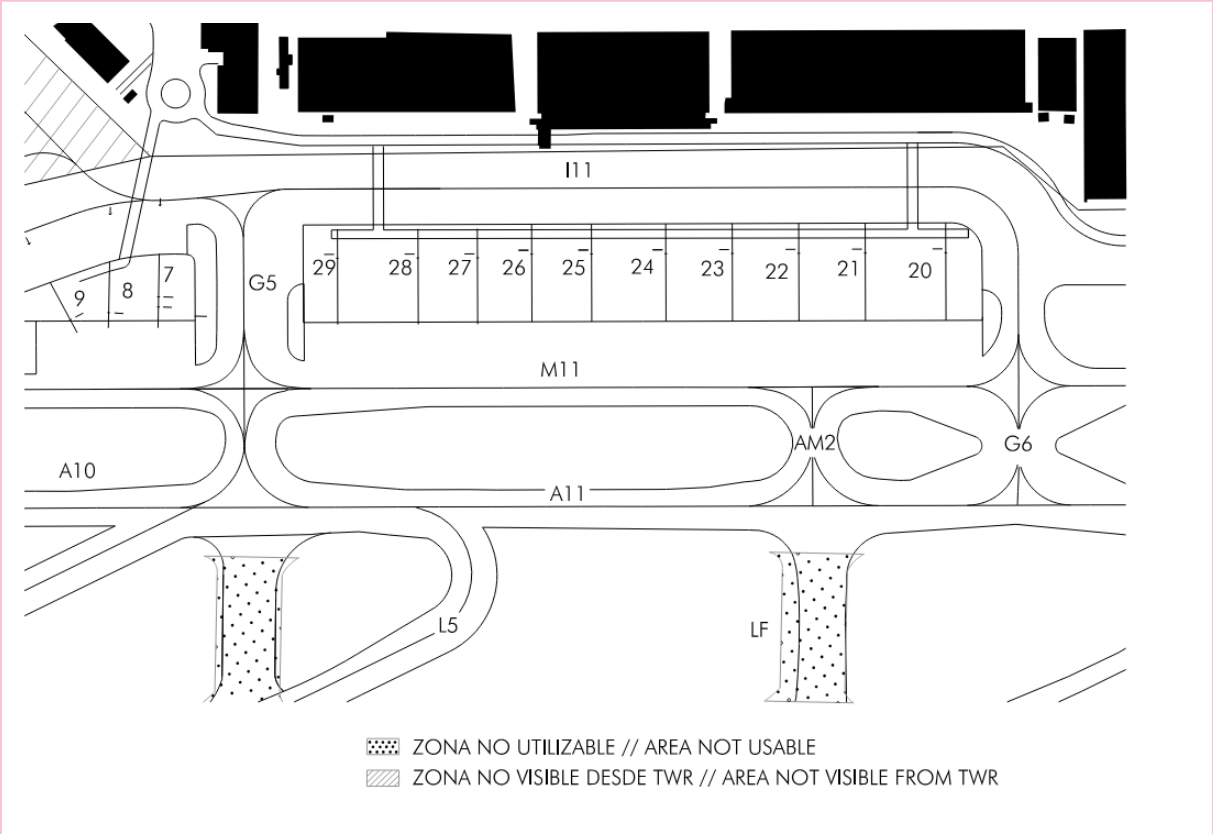 I11
29 28 27 26 25 24 23 22 21 20
G5
9 8 7
M11
AM2 G6
A10
A11
L5 LF
ZONA NO UTILIZABLE // AREA NOT USABLE
ZONA NO VISIBLE DESDE TWR // AREA NOT VISIBLE FROM TWR